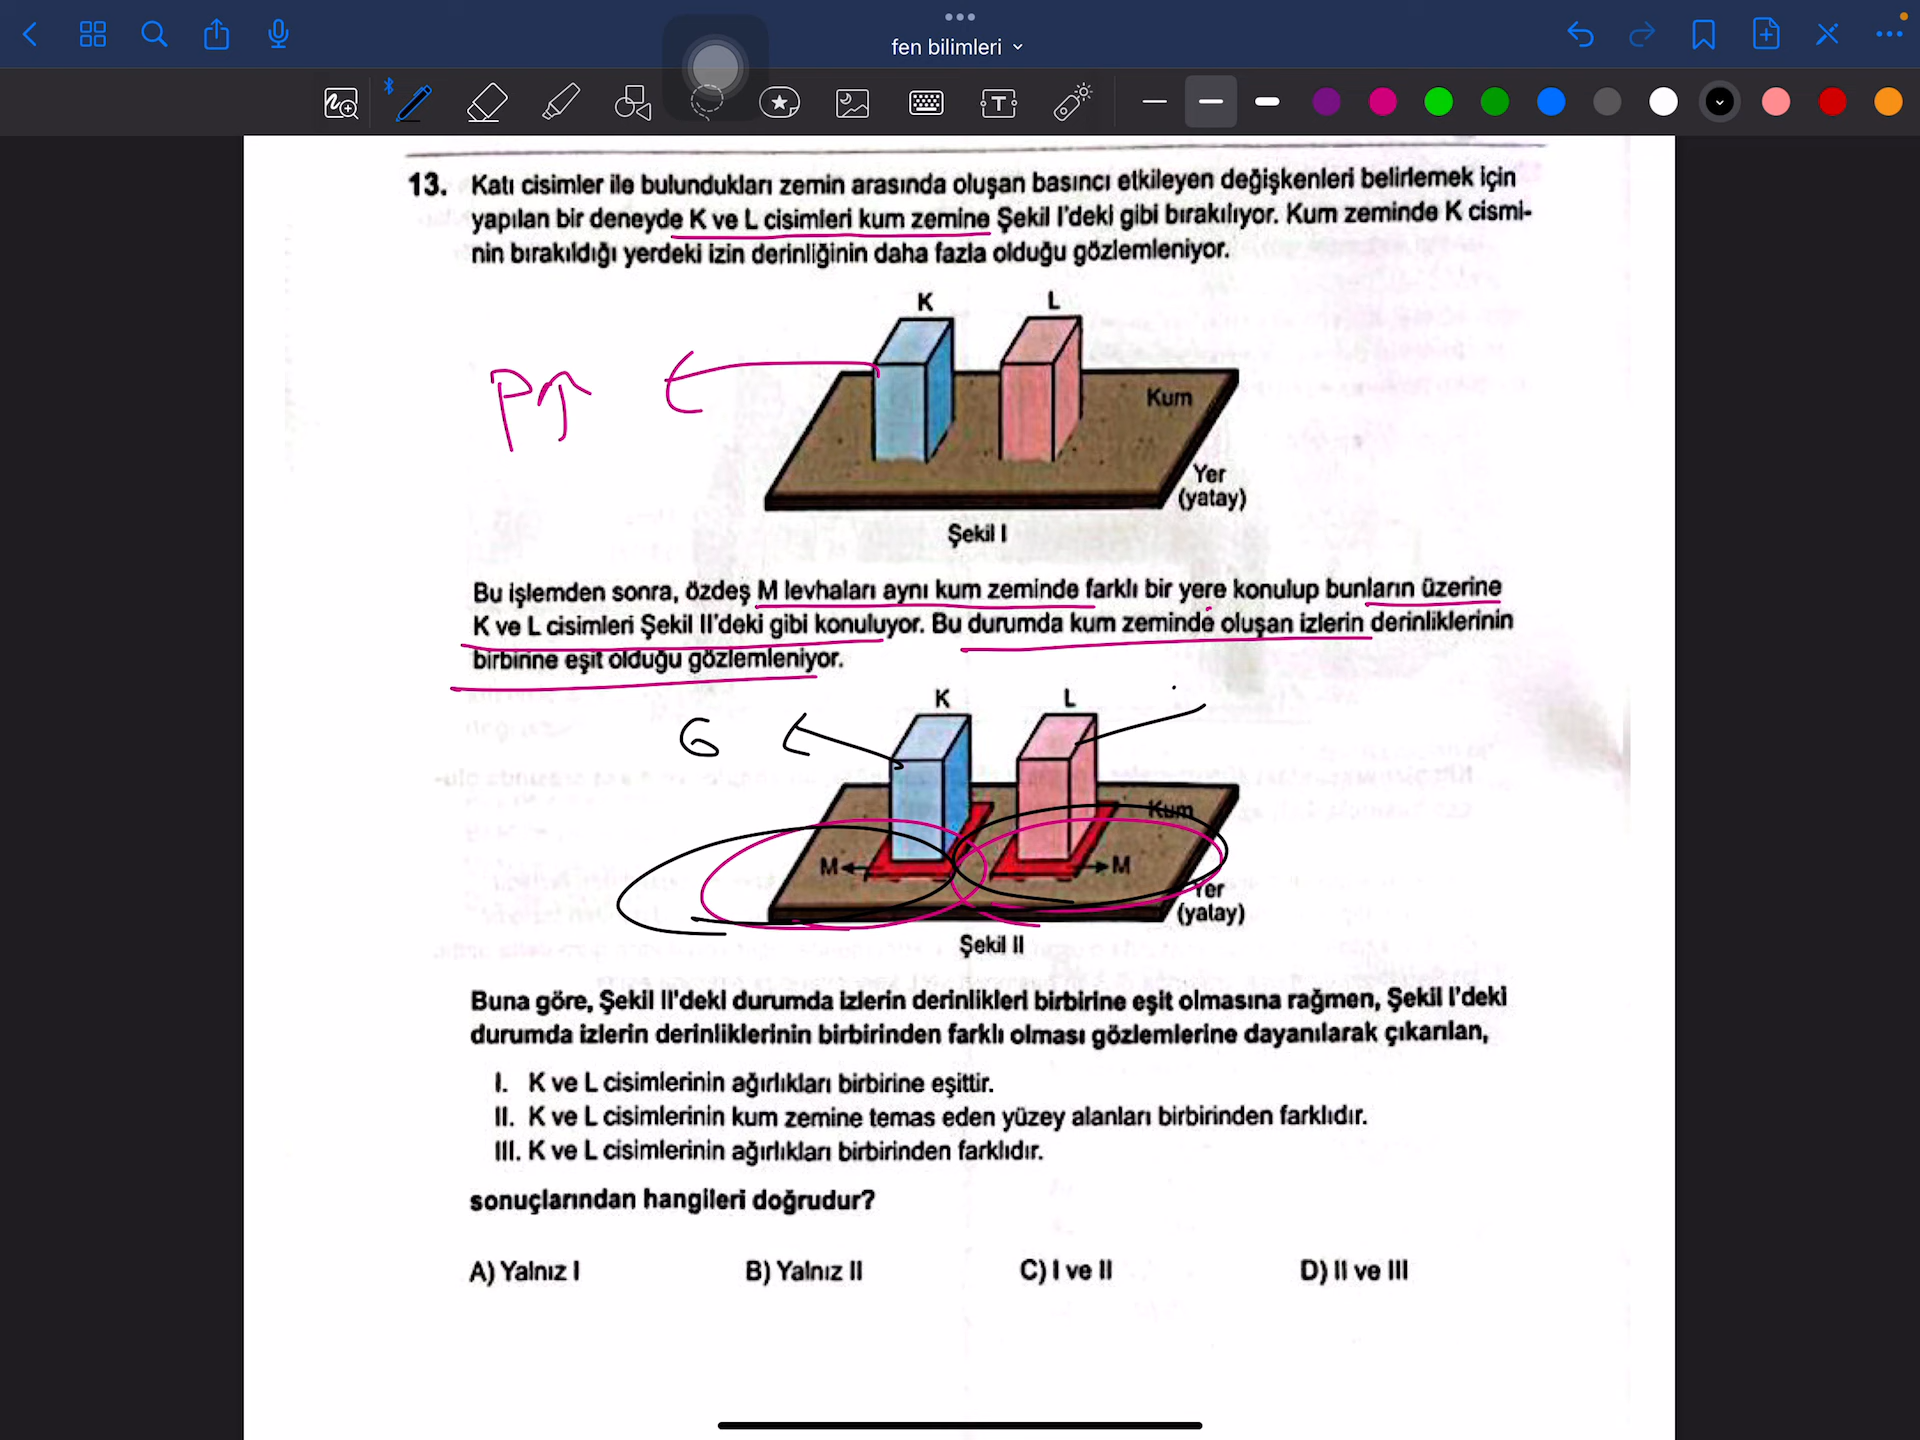 fen bilimleri
T
13. Katı cisimler ile bulundukları zemin arasında oluşan basıncı etkileyen değişkenleri belirlemek için
yapılan bir deneyde K ve L cisimleri kum zemine Şekil I'deki gibi bırakılıyor. Kum zeminde K cismi-
nin bırakıldığı yerdeki izin derinliğinin daha fazla olduğu gözlemleniyor.
K L
P↑
Kum
Yer
(yatay)
Şekil I
Bu işlemden sonra, özdeş M levhaları aynı kum zeminde farklı bir yere konulup bunların üzerine
K ve L cisimleri Şekil II'deki gibi konuluyor. Bu durumda kum zeminde oluşan izlerin derinliklerinin
birbirine eşit olduğu gözlemleniyor.
K L
G
Kum
M M
Yer
(yatay)
Şekil II
Buna göre, Şekil II'deki durumda izlerin derinlikleri birbirine eşit olmasına rağmen, Şekil I'deki
durumda izlerin derinliklerinin birbirinden farklı olması gözlemlerine dayanılarak çıkarılan,
I. K ve L cisimlerinin ağırlıkları birbirine eşittir.
II. K ve L cisimlerinin kum zemine temas eden yüzey alanları birbirinden farklıdır.
III. K ve L cisimlerinin ağırlıkları birbirinden farklıdır.
sonuçlarından hangileri doğrudur?
A) Yalnız I B) Yalnız II C) I ve II D) II ve III